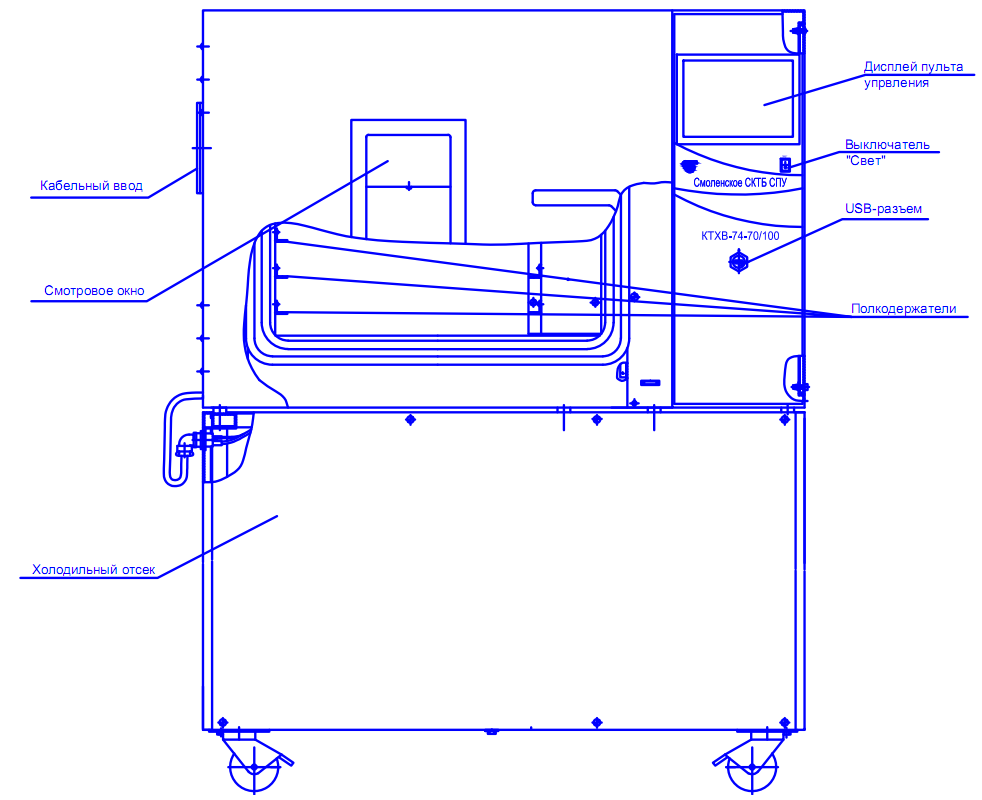 Дисплей пульта
упрвления
Выключатель
"Свет"
Кабельный ввод
Смоленское СКТБ СПУ
USB-разъем
КТХВ-74-70/100
Смотровое окно
Полкодержатели
Холодильный отсек